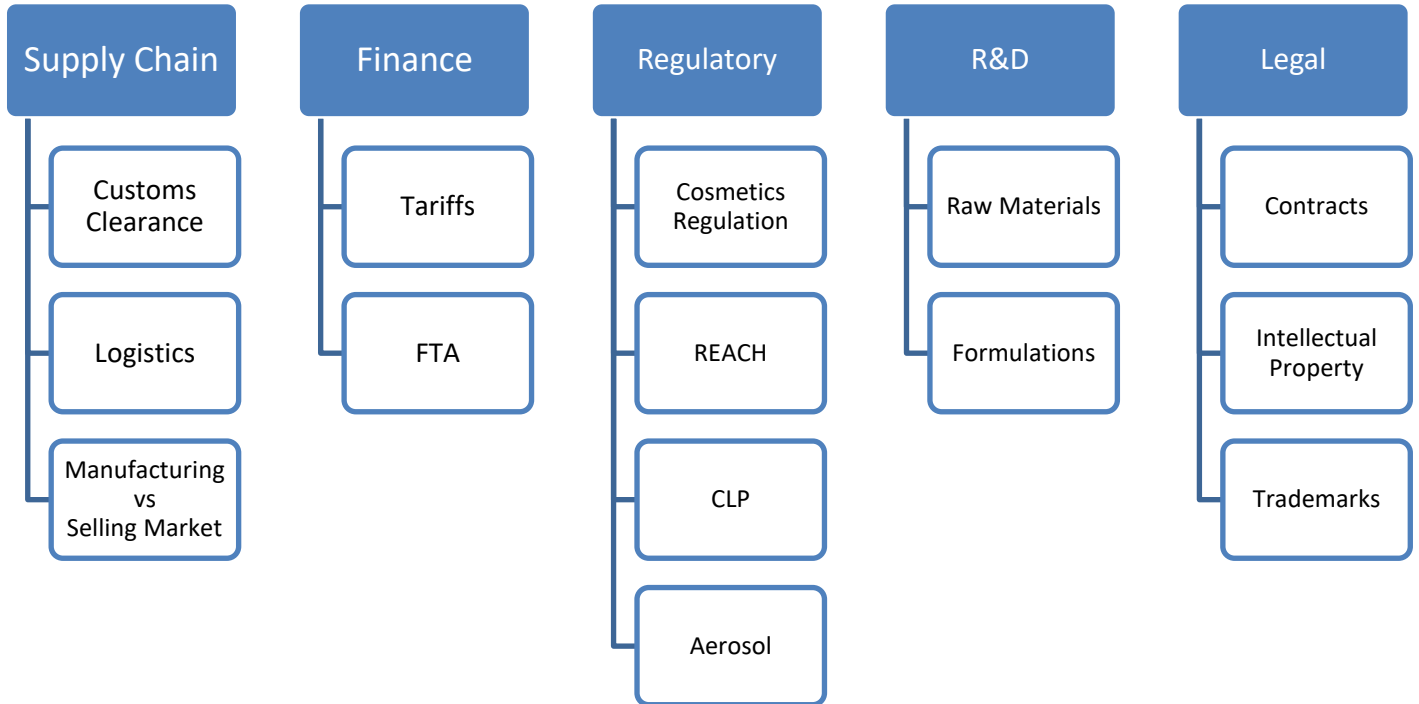 Supply Chain
Customs
Clearance
Logistics
Manufacturing
vs
Selling Market
Finance
Tariffs
FTA
Regulatory
Cosmetics
Regulation
REACH
CLP
Aerosol
R&D
Raw Materials
Formulations
Legal
Contracts
Intellectual
Property
Trademarks